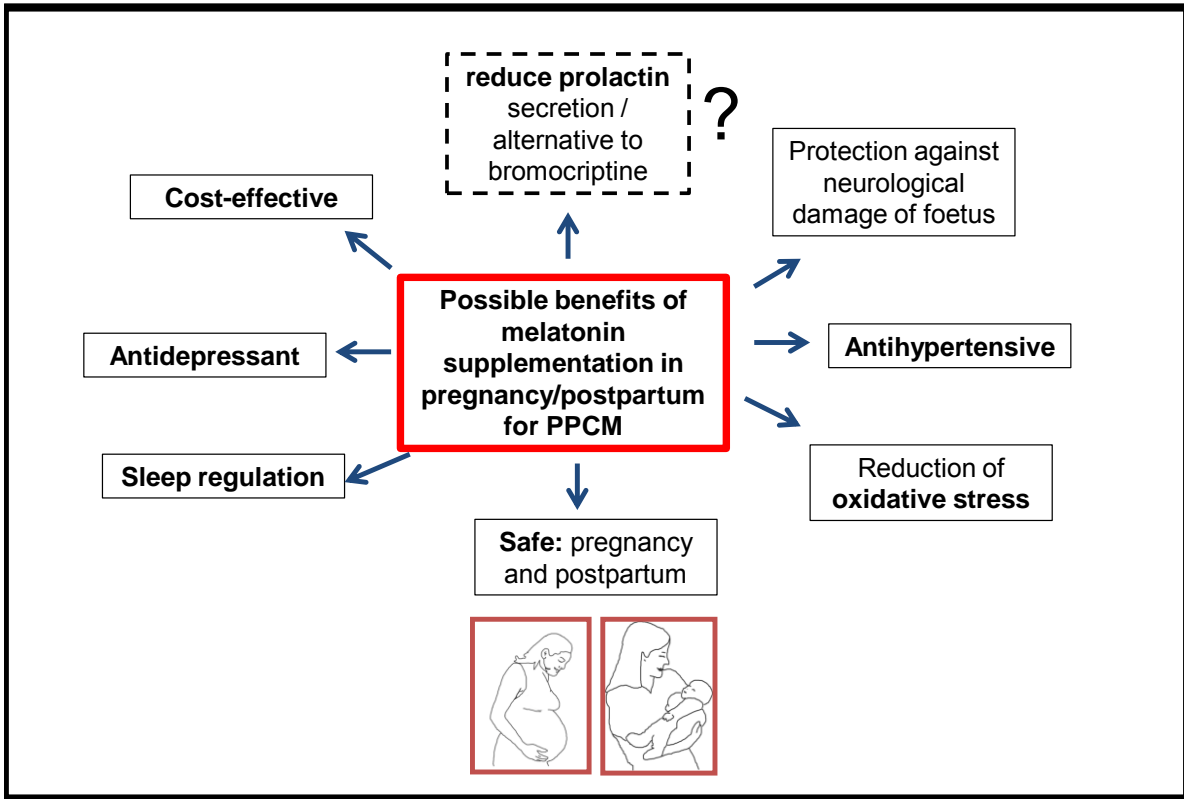 reduce prolactin
secretion /
alternative to
bromocriptine
?
Protection against
neurological
damage of foetus
Cost-effective
Possible benefits of
melatonin
supplementation in
pregnancy/postpartum
for PPCM
Antidepressant
Antihypertensive
Sleep regulation
Reduction of
oxidative stress
Safe: pregnancy
and postpartum